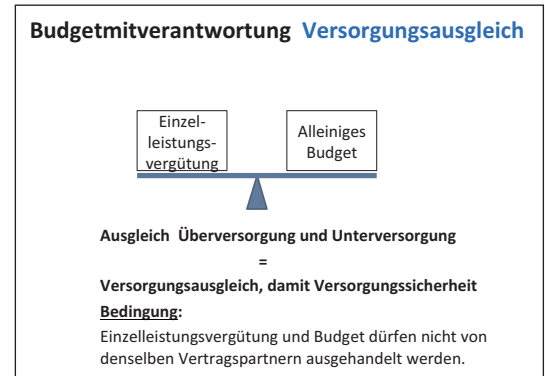 Budgetmitverantwortung Versorgungsausgleich
Einzel-
leistungs-
vergütung
Alleiniges
Budget
Ausgleich Überversorgung und Unterversorgung
=
Versorgungsausgleich, damit Versorgungssicherheit
Bedingung:
Einzelleistungsvergütung und Budget dürfen nicht von
denselben Vertragspartnern ausgehandelt werden.